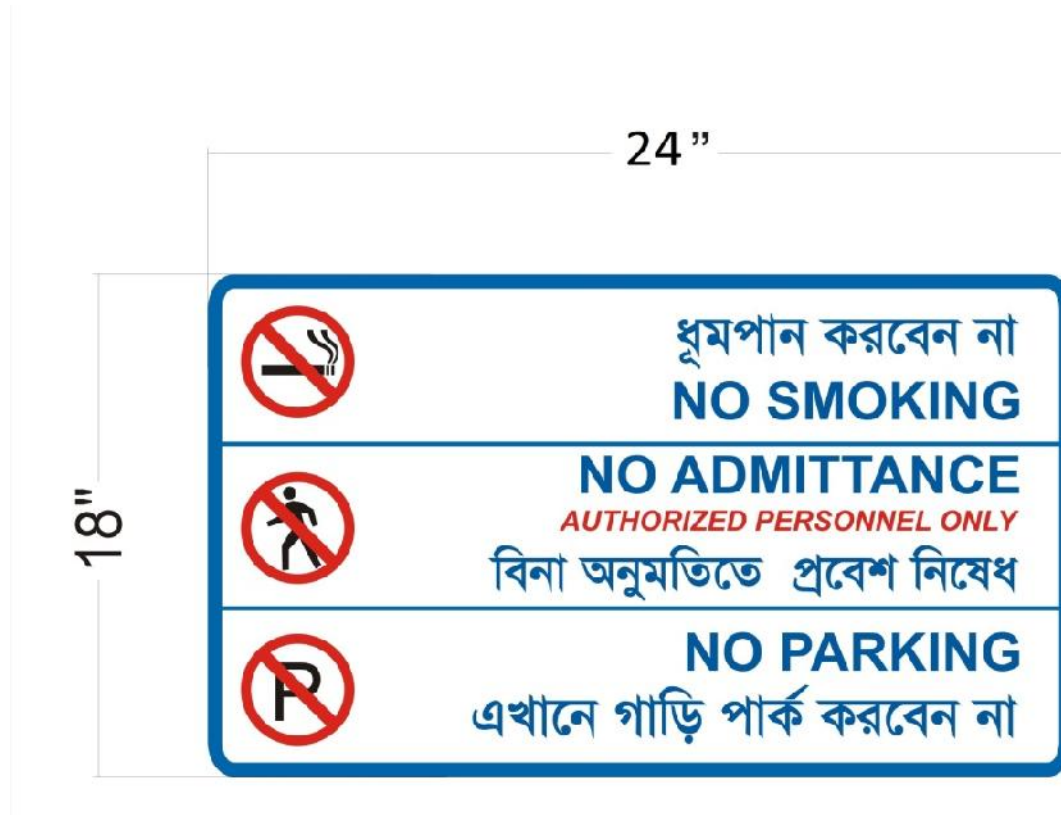 24”
18"
ধূমপান করবেন না
NO SMOKING
NO ADMITTANCE
AUTHORIZED PERSONNEL ONLY
বিনা অনুমতিতে প্রবেশ নিষেধ
P
NO PARKING
এখানে গাড়ি পার্ক করবেন না